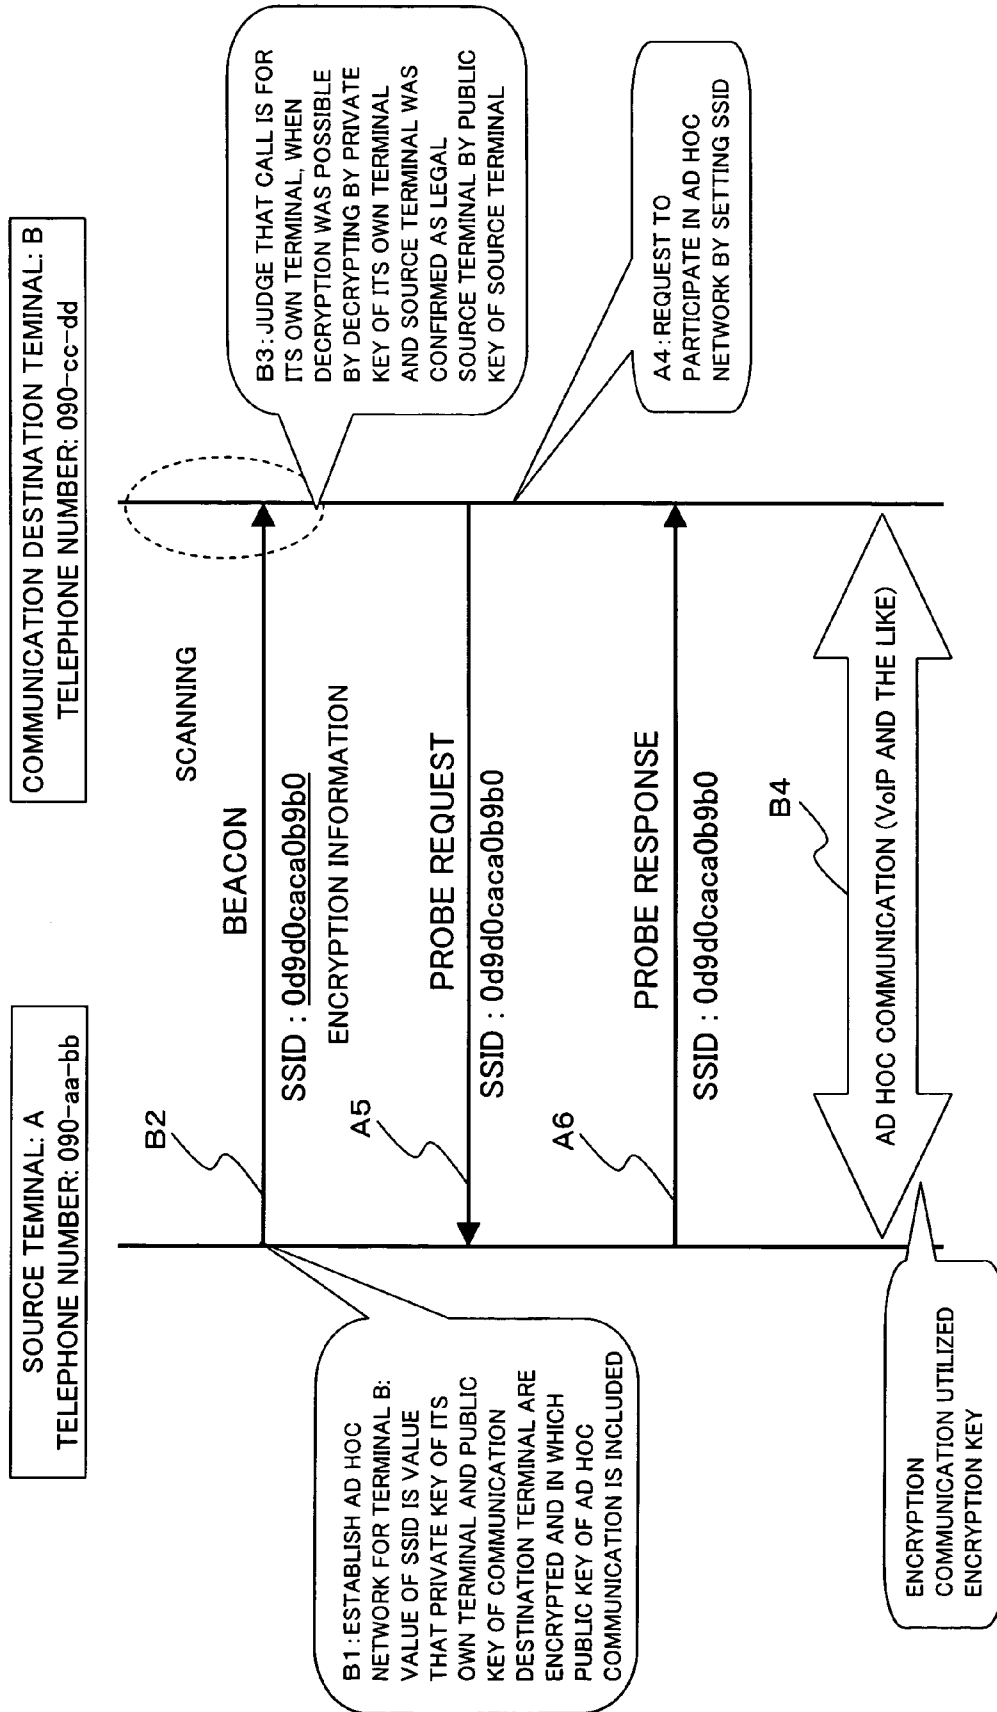 SOURCE TEMINAL: A
TELEPHONE NUMBER: 090-aa-bb
COMMUNICATION DESTINATION TEMINAL: B
TELEPHONE NUMBER: 090-cc-dd
B1:ESTABLISH AD HOC
NETWORK FOR TERMINAL B:
VALUE OF SSID IS VALUE
THAT PRIVATE KEY OF ITS
OWN TERMINAL AND PUBLIC
KEY OF COMMUNICATION
DESTINATION TERMINAL ARE
ENCRYPTED AND IN WHICH
PUBLIC KEY OF AD HOC
COMMUNICATION IS INCLUDED
B2
SCANNING
BEACON
SSID : 0d9d0caca0b9b0
ENCRYPTION INFORMATION
B3:JUDGE THAT CALL IS FOR
ITS OWN TERMINAL, WHEN
DECRYPTION WAS POSSIBLE
BY DECRYPTING BY PRIVATE
KEY OF ITS OWN TERMINAL
AND SOURCE TERMINAL WAS
CONFIRMED AS LEGAL
SOURCE TERMINAL BY PUBLIC
KEY OF SOURCE TERMINAL
A5
PROBE REQUEST
SSID : 0d9d0caca0b9b0
A4:REQUEST TO
PARTICIPATE IN AD HOC
NETWORK BY SETTING SSID
A6
PROBE RESPONSE
SSID : 0d9d0caca0b9b0
B4
AD HOC COMMUNICATION (VoIP AND THE LIKE)
ENCRYPTION
COMMUNICATION UTILIZED
ENCRYPTION KEY